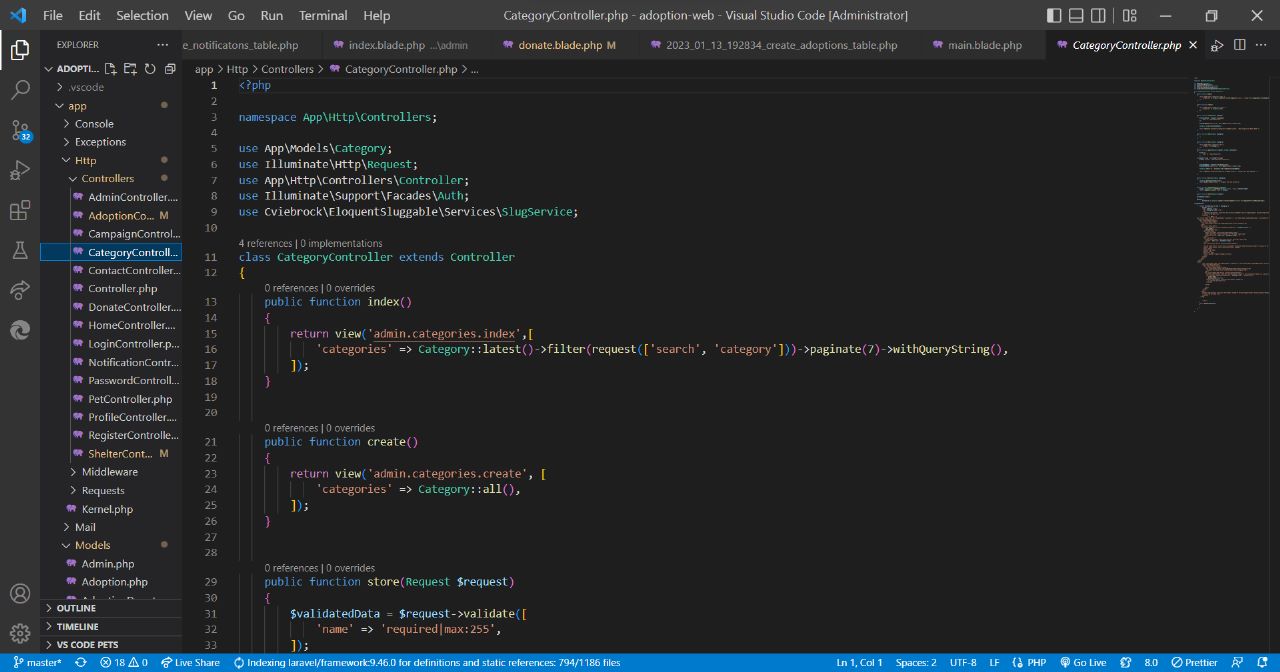 File Edit Selection View Go Run Terminal Help CategoryController.php - adoption-web - Visual Studio Code [Administrator]
EXPLORER
e_notificatons_table.php index.blade.php ...\admin donate.blade.php M 2023_01_13_192834_create_adoptions_table.php main.blade.php CategoryController.php
ADOPTI...
.vscode
app
Console
Exceptions
Http
Controllers
AdminController....
AdoptionCo... M
CampaignControl...
CategoryControll...
ContactController...
Controller.php
DonateController....
HomeController....
LoginController.p...
NotificationContr...
PasswordControll...
PetController.php
ProfileController....
RegisterControlle...
ShelterCont... M
Middleware
Requests
Kernel.php
Mail
Models
Admin.php
Adoption.php
OUTLINE
TIMELINE
VS CODE PETS
32
app > Http > Controllers > CategoryController.php > ...
1 <?php
2
3 namespace App\Http\Controllers;
4
5 use App\Models\Category;
6 use Illuminate\Http\Request;
7 use App\Http\Controllers\Controller;
8 use Illuminate\Support\Facades\Auth;
9 use Cviebrock\EloquentSluggable\Services\SlugService;
10
4 references | 0 implementations
11 class CategoryController extends Controller
12 {
0 references | 0 overrides
13 public function index()
14 {
15 return view('admin.categories.index',[
16 'categories' => Category::latest()->filter(request(['search', 'category']))->paginate(7)->withQueryString(),
17 ]);
18 }
19
20
0 references | 0 overrides
21 public function create()
22 {
23 return view('admin.categories.create', [
24 'categories' => Category::all(),
25 ]);
26 }
27
28
0 references | 0 overrides
29 public function store(Request $request)
30 {
31 $validatedData = $request->validate([
32 'name' => 'required|max:255',
33 ]);
master* 18 0 Live Share Indexing laravel/framework:9.46.0 for definitions and static references: 794/1186 files Ln 1, Col 1 Spaces: 2 UTF-8 LF PHP Go Live 8.0 Prettier